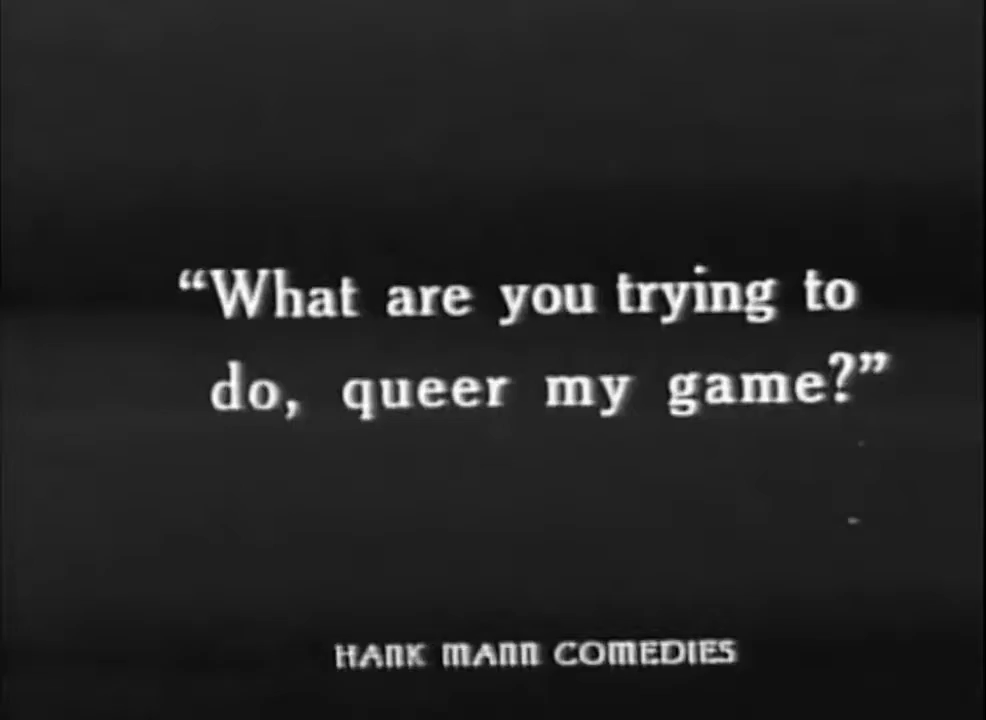 “What are you trying to
do, queer my game?”
HANK MANN COMEDIES